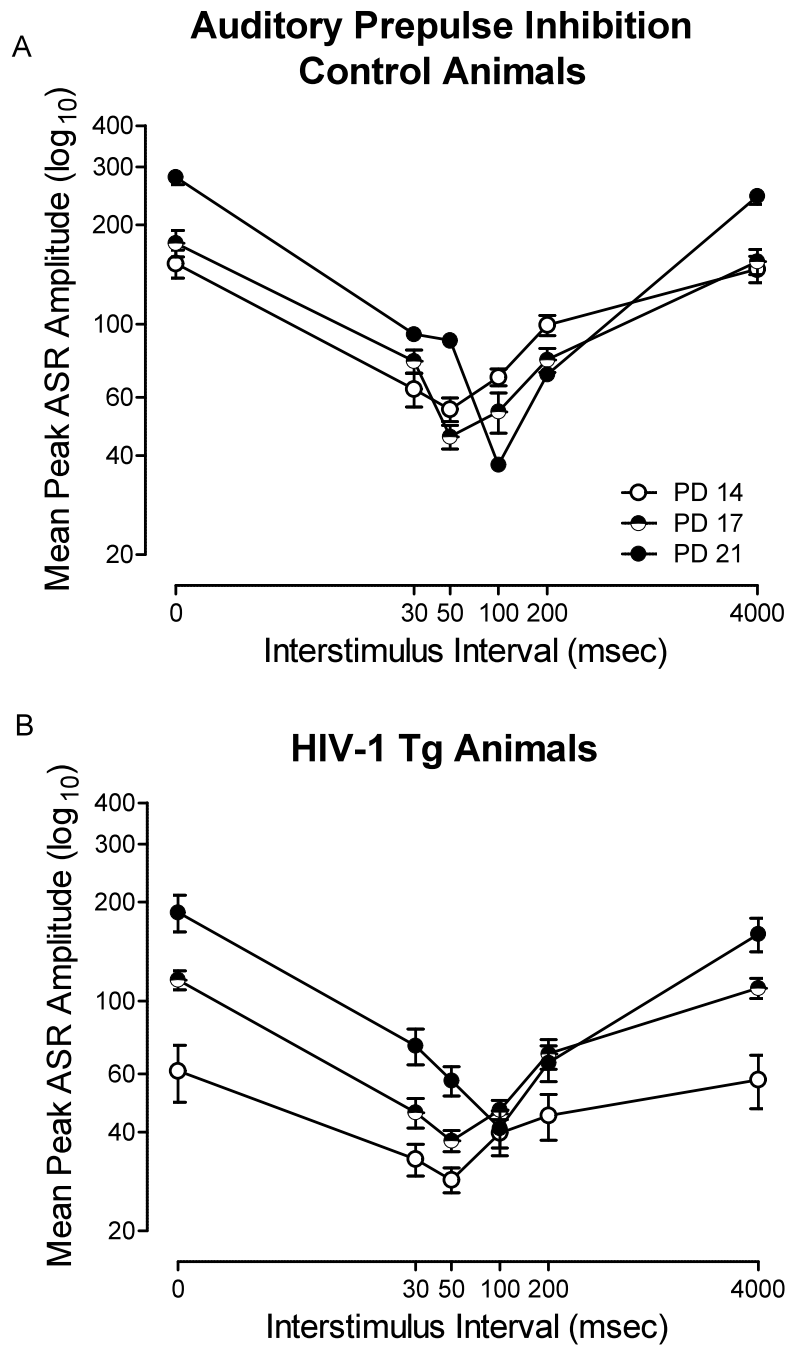 A
Auditory Prepulse Inhibition
Control Animals
Mean Peak ASR Amplitude (log10)
400
300
200
100
60
40
20
PD 14
PD 17
PD 21
0 30 50 100 200 4000
Interstimulus Interval (msec)
B
HIV-1 Tg Animals
Mean Peak ASR Amplitude (log10)
400
300
200
100
60
40
20
0 30 50 100 200 4000
Interstimulus Interval (msec)